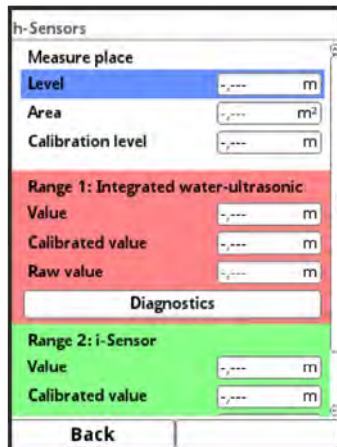 h-Sensors
Measure place
Level -,--- m
Area -,--- m²
Calibration level -,--- m
Range 1: Integrated water-ultrasonic
Value -,--- m
Calibrated value -,--- m
Raw value -,--- m
Diagnostics
Range 2: i-Sensor
Value -,--- m
Calibrated value -,--- m
Back